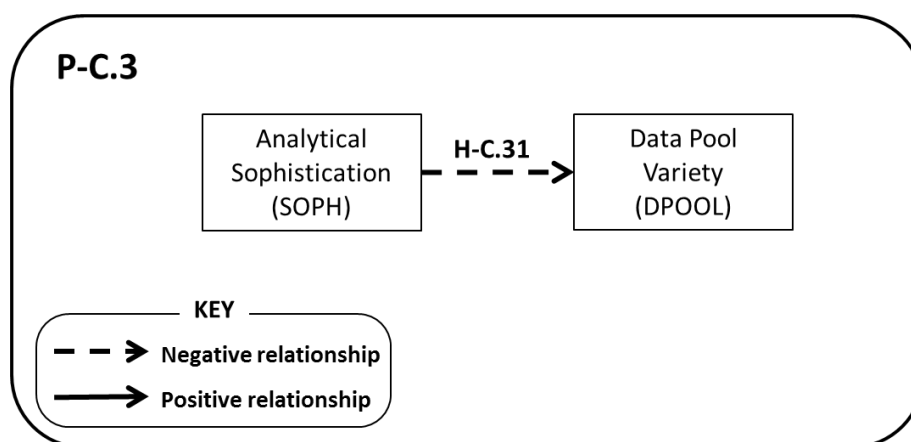 P-C.3
Analytical
Sophistication
(SOPH)
H-C.31
Data Pool
Variety
(DPOOL)
KEY
Negative relationship
Positive relationship